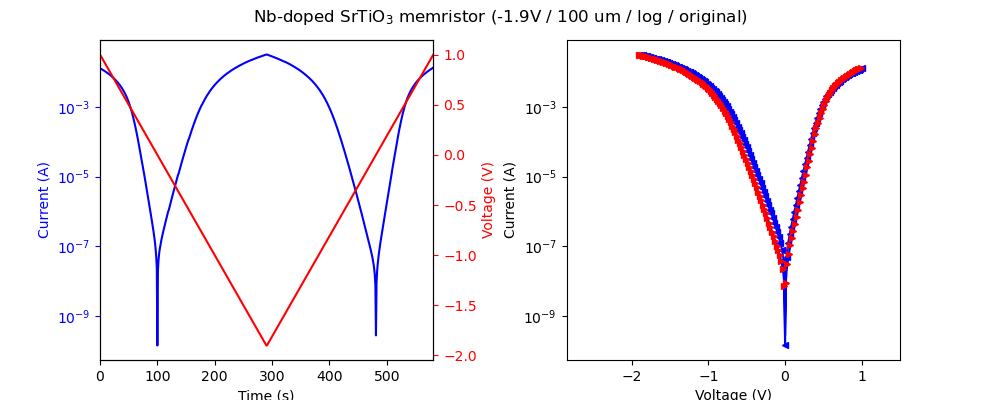 Nb-doped SrTiO₃ memristor (-1.9V / 100 um / log / original)
Current (A)
10⁻³
10⁻⁵
10⁻⁷
10⁻⁹
0 100 200 300 400 500
Time (s)
1.0
0.5
0.0
−0.5
−1.0
−1.5
−2.0
Voltage (V)
Current (A)
10⁻³
10⁻⁵
10⁻⁷
10⁻⁹
−2 −1 0 1
Voltage (V)